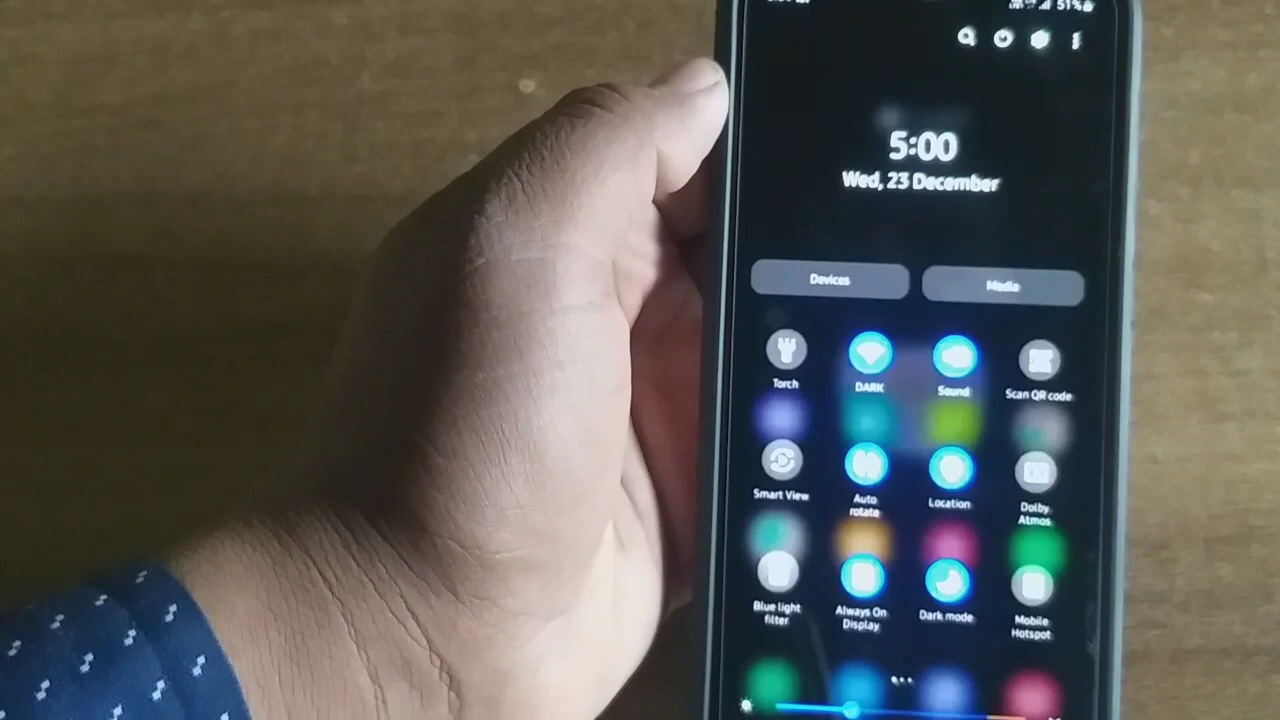 51%
5:00
Wed, 23 December
Devices
Media
Torch
DARK
Sound
Scan QR code
Smart View
Auto
rotate
Location
Dolby
Atmos
Blue light
filter
Always On
Display
Dark mode
Mobile
Hotspot